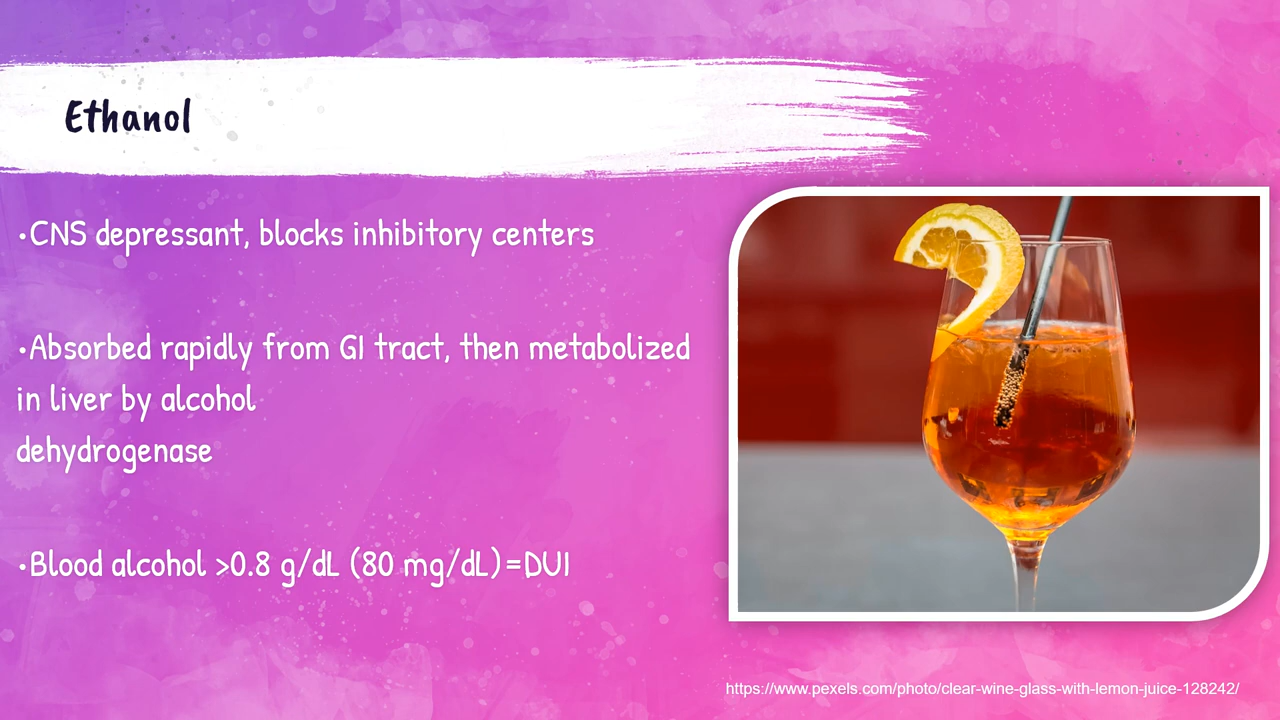 Ethanol
•CNS depressant, blocks inhibitory centers
•Absorbed rapidly from GI tract, then metabolized
in liver by alcohol
dehydrogenase
•Blood alcohol >0.8 g/dL (80 mg/dL)=DUI
https://www.pexels.com/photo/clear-wine-glass-with-lemon-juice-128242/